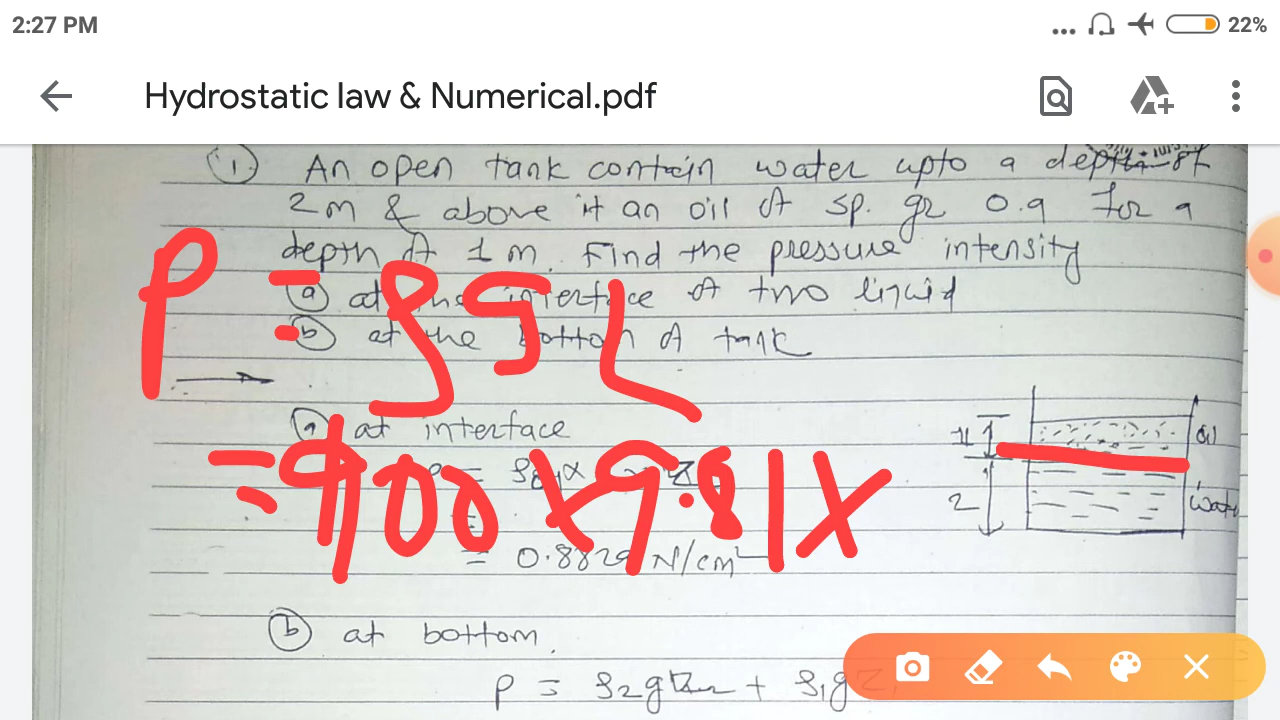 2:27 PM
22%
Hydrostatic law & Numerical.pdf
① An open tank contain water upto a depth of
2m & above it an oil of sp. gr 0.9 for a
depth of 1 m. Find the pressure intensity
ⓐ at the interface of two liquid
ⓑ at the bottom of tank
P = ρgz
ⓐ at interface
= 900 × 9.81 ×
= 0.8829 N/cm²
1
oil
2
water
ⓑ at bottom.
p = ρ₂gz₂ + ρ₁gz